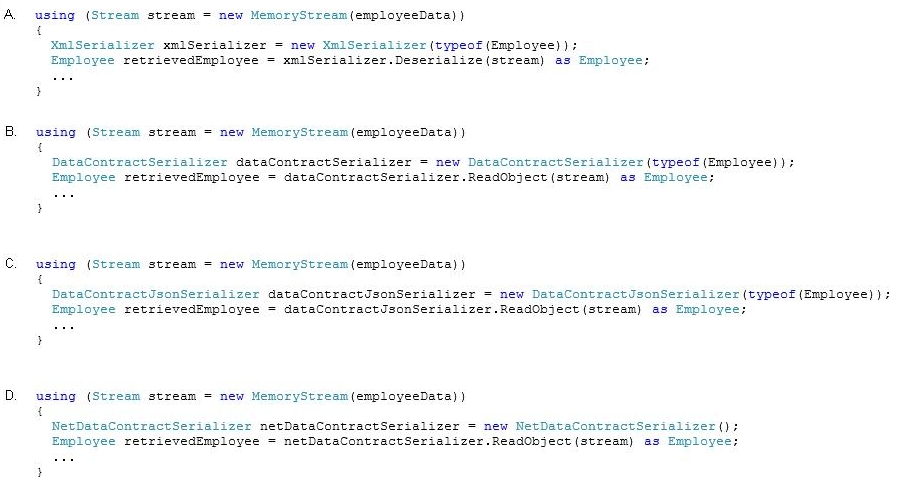 A. using (Stream stream = new MemoryStream(employeeData))
{
XmlSerializer xmlSerializer = new XmlSerializer(typeof(Employee));
Employee retrievedEmployee = xmlSerializer.Deserialize(stream) as Employee;
...
}
B. using (Stream stream = new MemoryStream(employeeData))
{
DataContractSerializer dataContractSerializer = new DataContractSerializer(typeof(Employee));
Employee retrievedEmployee = dataContractSerializer.ReadObject(stream) as Employee;
...
}
C. using (Stream stream = new MemoryStream(employeeData))
{
DataContractJsonSerializer dataContractJsonSerializer = new DataContractJsonSerializer(typeof(Employee));
Employee retrievedEmployee = dataContractJsonSerializer.ReadObject(stream) as Employee;
...
}
D. using (Stream stream = new MemoryStream(employeeData))
{
NetDataContractSerializer netDataContractSerializer = new NetDataContractSerializer();
Employee retrievedEmployee = netDataContractSerializer.ReadObject(stream) as Employee;
...
}